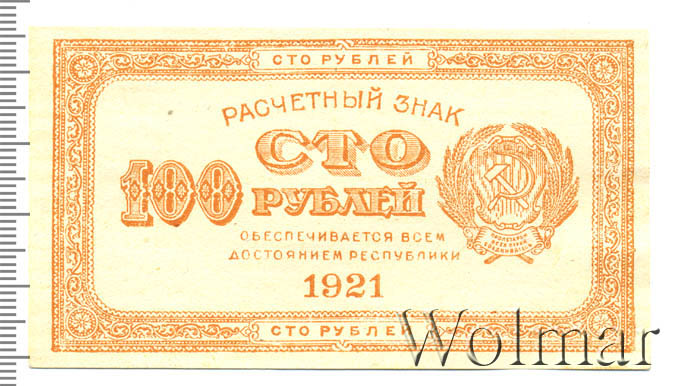 СТО РУБЛЕЙ
РАСЧЕТНЫЙ ЗНАК
СТО
100 РУБЛЕЙ
ОБЕСПЕЧИВАЕТСЯ ВСЕМ
ДОСТОЯНИЕМ РЕСПУБЛИКИ
1921
СТО РУБЛЕЙ
Wolmar